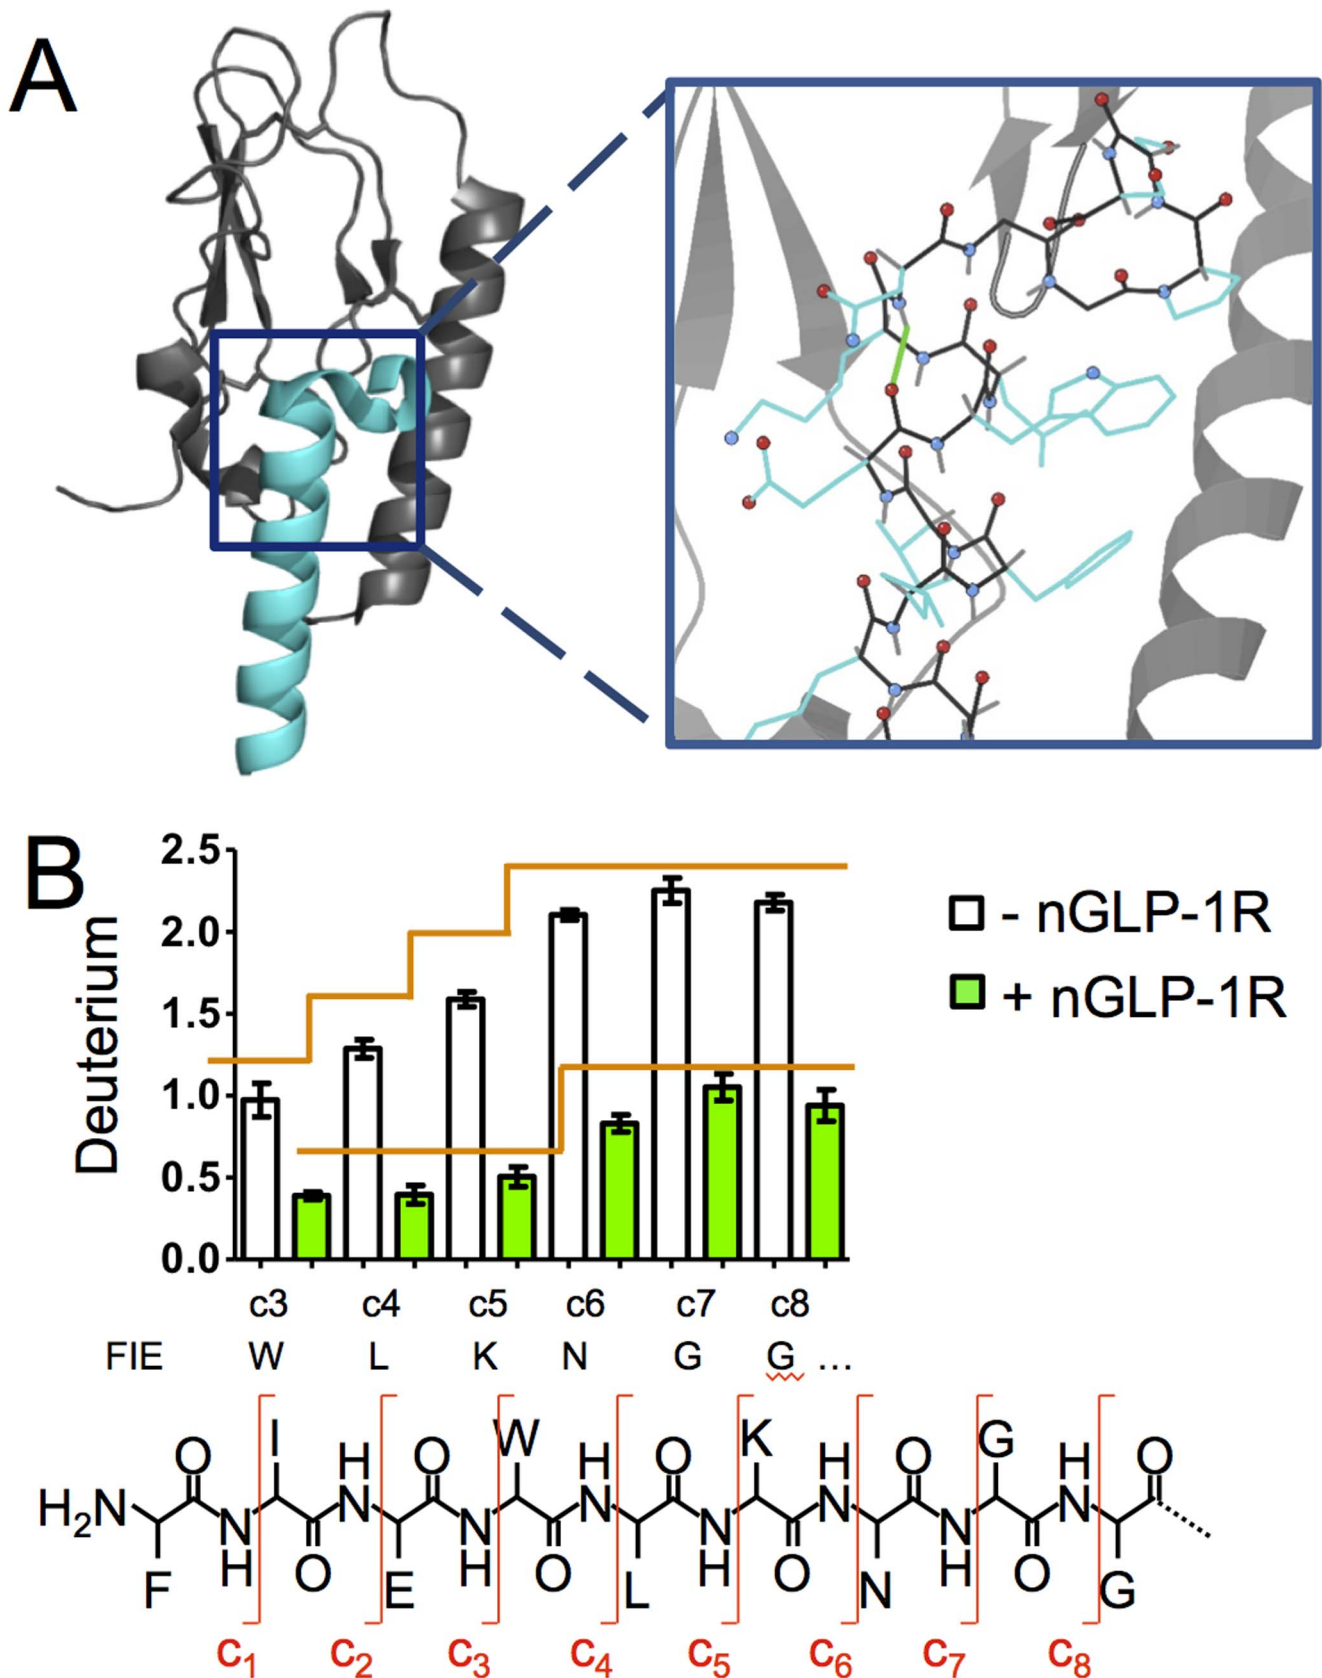 A
B
Deuterium
2.5
2.0
1.5
1.0
0.5
0.0
- nGLP-1R
+ nGLP-1R
c3 c4 c5 c6 c7 c8
FIE W L K N G G ...
I W K G
O H O H O H O H O
H₂N N N N N N N N N
H O H O H O H O
F E L N G
c₁ c₂ c₃ c₄ c₅ c₆ c₇ c₈